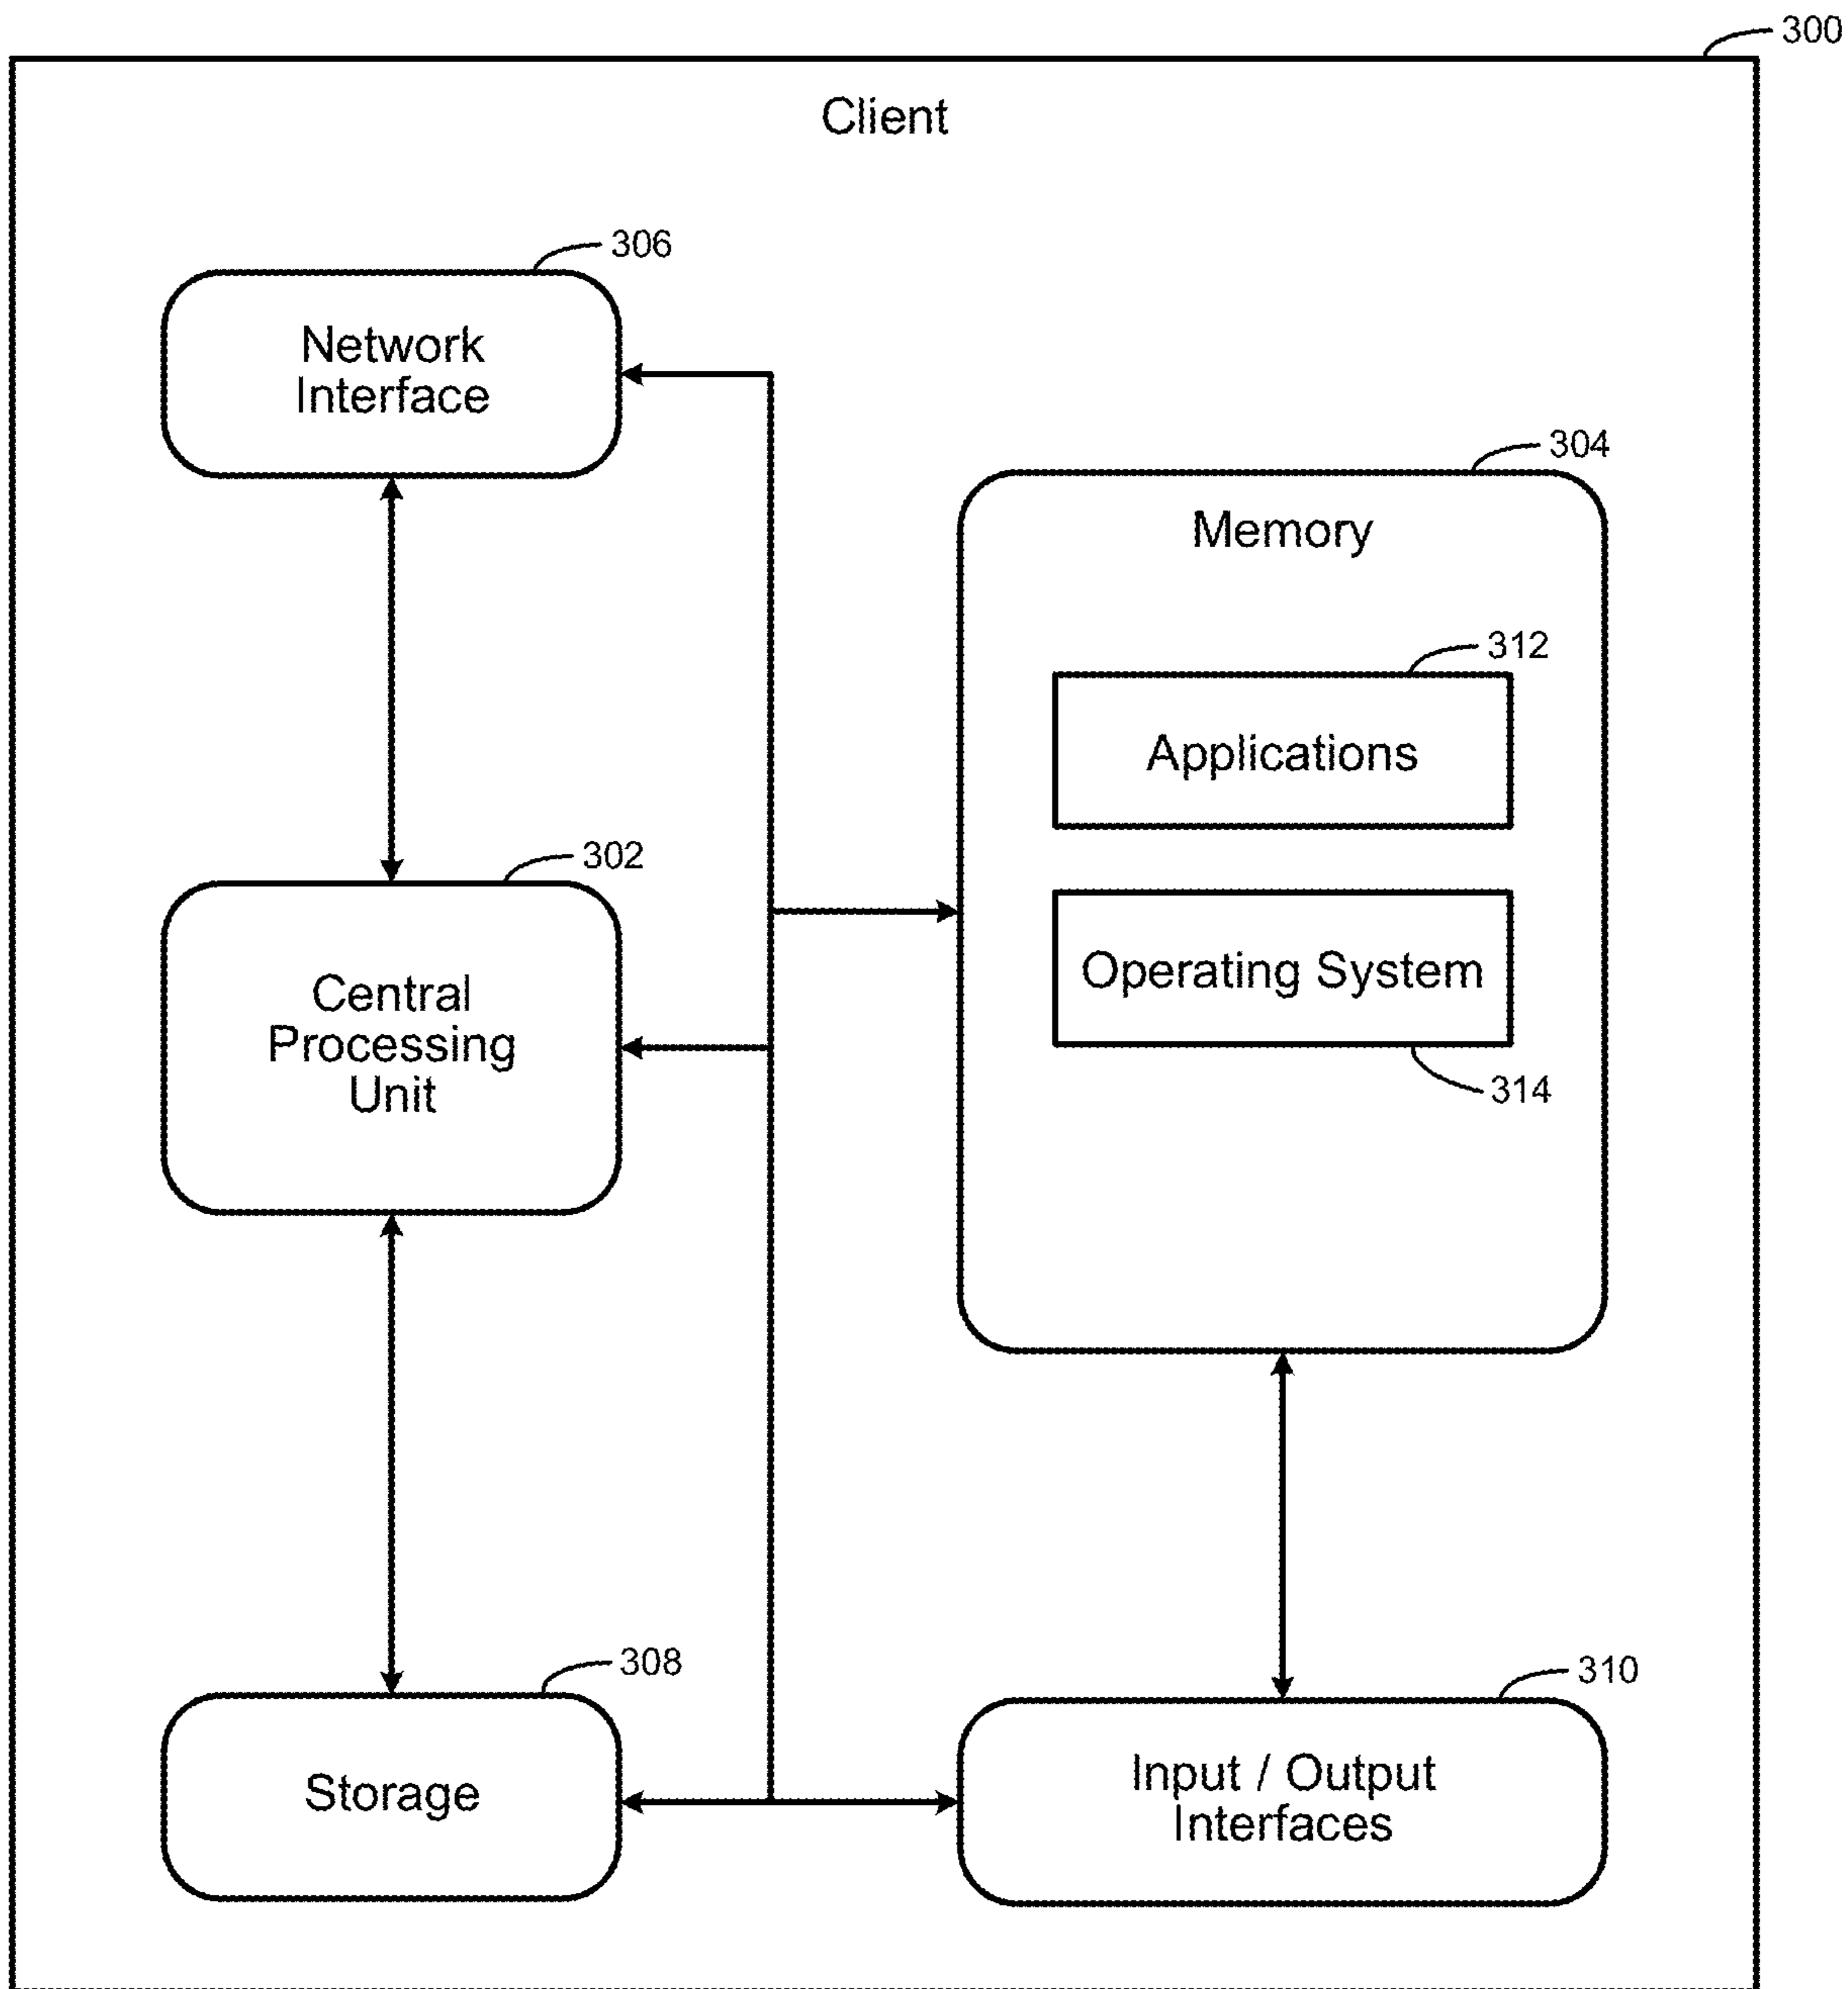 300
Client
306
Network
Interface
304
Memory
312
Applications
302
Central
Processing
Unit
Operating System
314
308
Storage
310
Input / Output
Interfaces